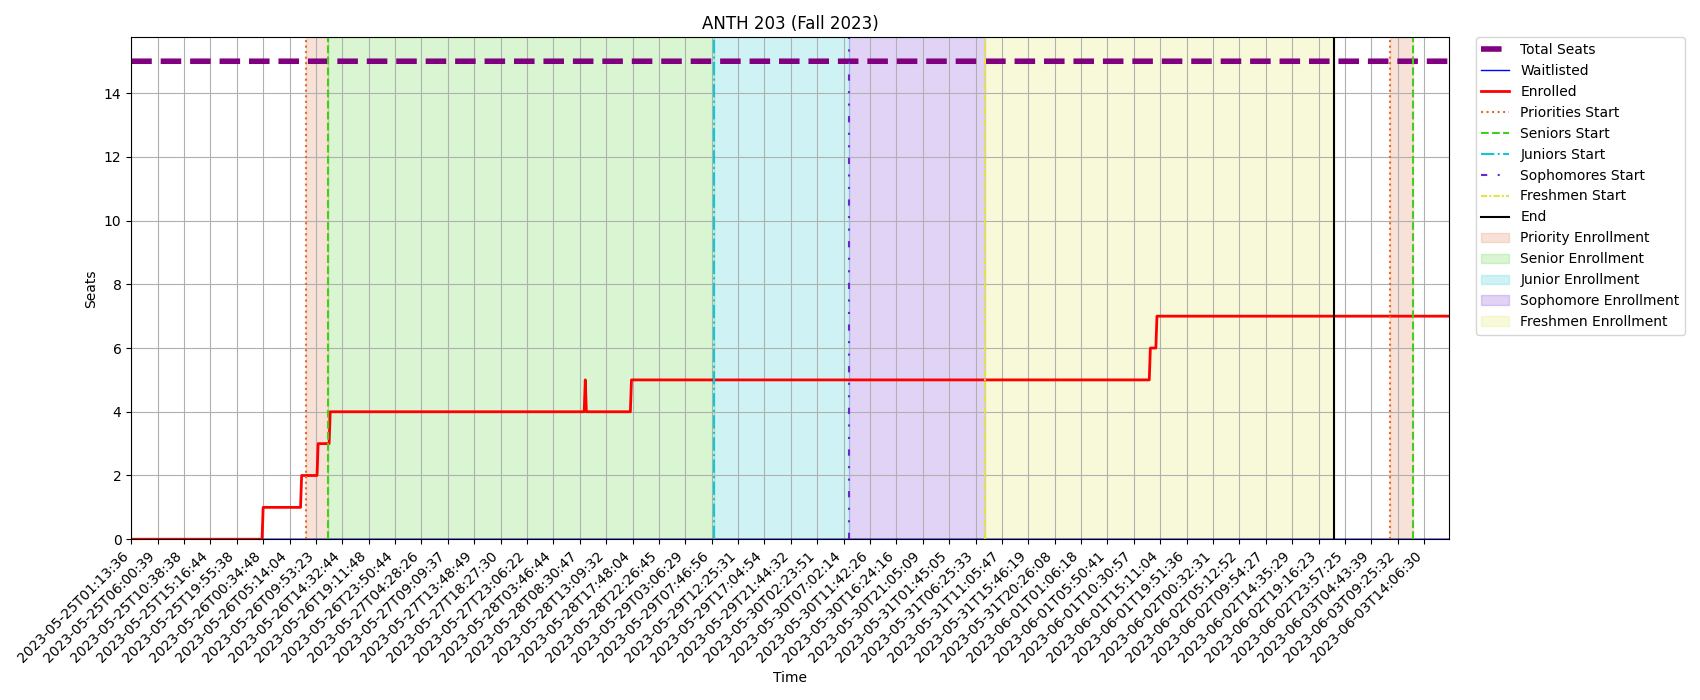 ANTH 203 (Fall 2023)
Total Seats
Waitlisted
Enrolled
Priorities Start
Seniors Start
Juniors Start
Sophomores Start
Freshmen Start
End
Priority Enrollment
Senior Enrollment
Junior Enrollment
Sophomore Enrollment
Freshmen Enrollment
Seats
14
12
10
8
6
4
2
0
2023-05-25T01:13:36
2023-05-25T06:00:39
2023-05-25T10:38:38
2023-05-25T15:16:44
2023-05-25T19:55:38
2023-05-26T00:34:48
2023-05-26T05:14:04
2023-05-26T09:53:23
2023-05-26T14:32:44
2023-05-26T19:11:48
2023-05-26T23:50:44
2023-05-27T04:28:26
2023-05-27T09:09:37
2023-05-27T13:48:49
2023-05-27T18:27:30
2023-05-27T23:06:22
2023-05-28T03:46:44
2023-05-28T08:30:47
2023-05-28T13:09:32
2023-05-28T17:48:04
2023-05-28T22:26:45
2023-05-29T03:06:29
2023-05-29T07:46:56
2023-05-29T12:25:31
2023-05-29T17:04:54
2023-05-29T21:44:32
2023-05-30T02:23:51
2023-05-30T07:02:14
2023-05-30T11:42:26
2023-05-30T16:24:16
2023-05-30T21:05:09
2023-05-31T01:45:05
2023-05-31T06:25:33
2023-05-31T11:05:47
2023-05-31T15:46:19
2023-05-31T20:26:08
2023-06-01T01:06:18
2023-06-01T05:50:41
2023-06-01T10:30:57
2023-06-01T15:11:04
2023-06-01T19:51:36
2023-06-02T00:32:31
2023-06-02T05:12:52
2023-06-02T09:54:27
2023-06-02T14:35:29
2023-06-02T19:16:23
2023-06-02T23:57:25
2023-06-03T04:43:39
2023-06-03T09:25:32
2023-06-03T14:06:30
Time